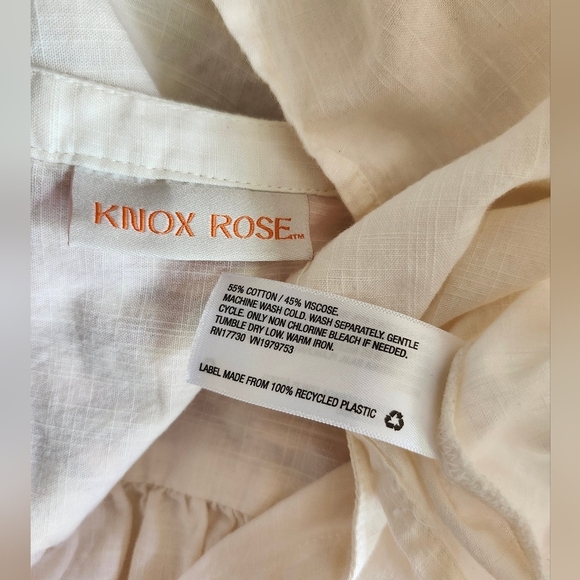 KNOX ROSE™
55% COTTON / 45% VISCOSE.
MACHINE WASH COLD. WASH SEPARATELY. GENTLE
CYCLE. ONLY NON CHLORINE BLEACH IF NEEDED.
TUMBLE DRY LOW. WARM IRON.
RN17730 VN1979753
LABEL MADE FROM 100% RECYCLED PLASTIC